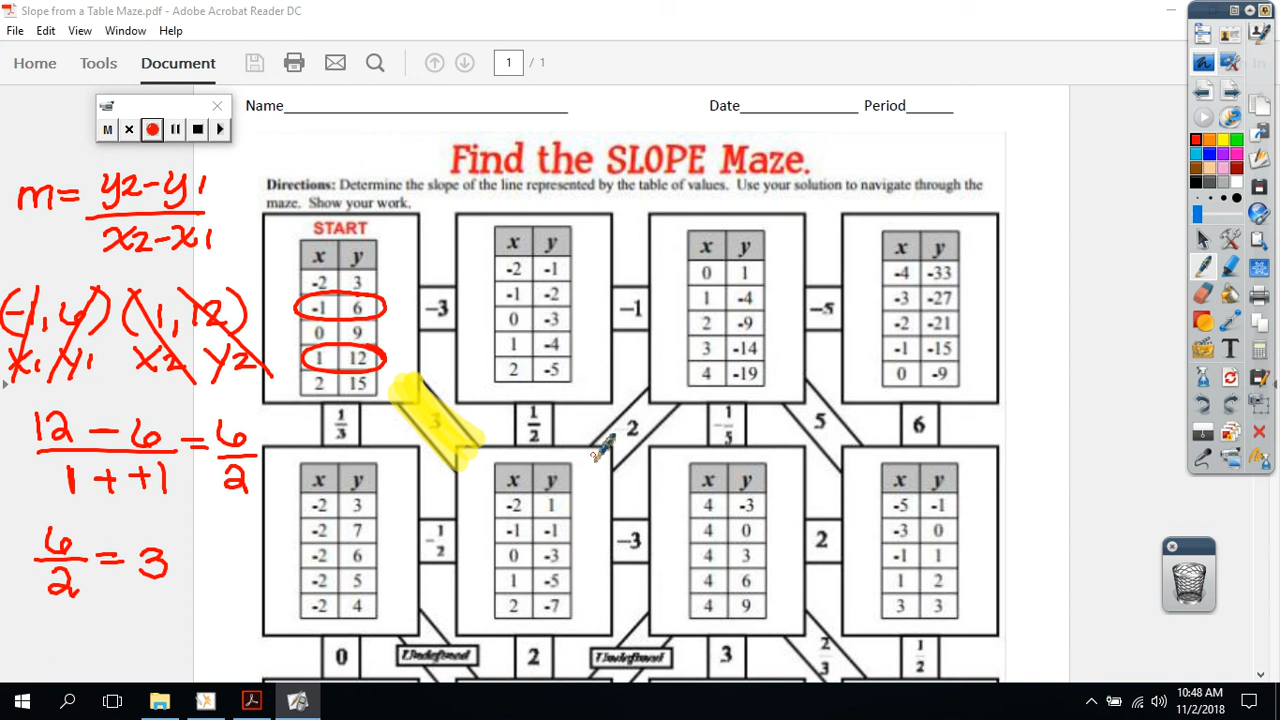 Slope from a Table Maze.pdf - Adobe Acrobat Reader DC
File Edit View Window Help
Home Tools Document 1 / 1
Name Date Period
M
Find the SLOPE Maze.
Directions: Determine the slope of the line represented by the table of values. Use your solution to navigate through the
maze. Show your work.
m= y2-y1
x2-x1
(-1, 6) (1, 12)
x1 y1 x2 y2
12 - 6 = 6
1 + +1 2
6
2 = 3
START
x y
-2 3
-1 6
0 9
1 12
2 15
-3
x y
-2 -1
-1 -2
0 -3
1 -4
2 -5
-1
x y
0 1
1 -4
2 -9
3 -14
4 -19
-5
x y
-4 -33
-3 -27
-2 -21
-1 -15
0 -9
1/3 3 1/2 -2 -1/5 5 6
x y
-2 3
-2 7
-2 6
-2 5
-2 4
-1/2
x y
-2 1
-1 -1
0 -3
1 -5
2 -7
-3
x y
4 -3
4 0
4 3
4 6
4 9
2
x y
-5 -1
-3 0
-1 1
1 2
3 3
0 Undefined 2 Undefined 3 2/3 1/2
10:48 AM
11/2/2018